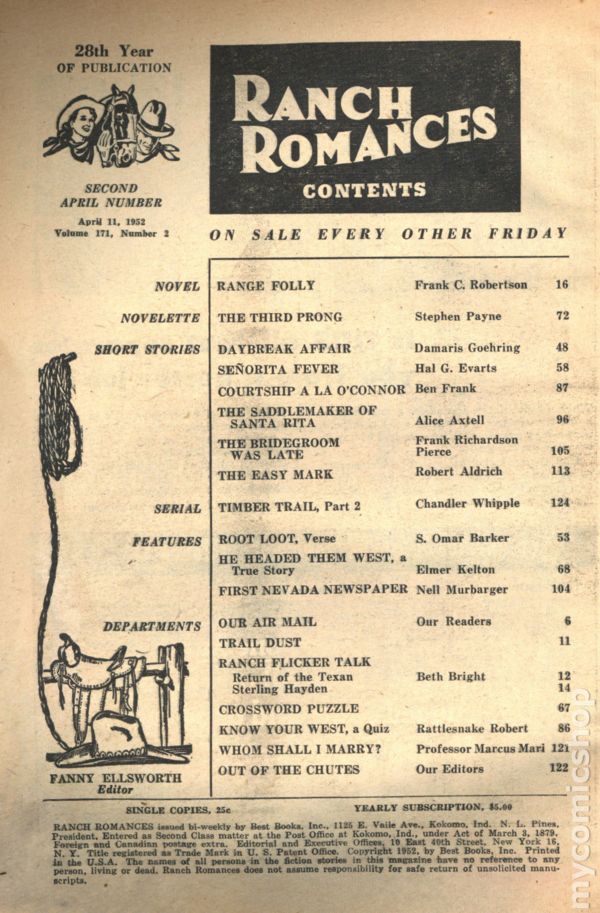 28th Year
OF PUBLICATION
SECOND
APRIL NUMBER
April 11, 1952
Volume 171, Number 2
RANCH
ROMANCES
CONTENTS
ON SALE EVERY OTHER FRIDAY
NOVEL RANGE FOLLY Frank C. Robertson 16
NOVELETTE THE THIRD PRONG Stephen Payne 72
SHORT STORIES DAYBREAK AFFAIR Damaris Goehring 48
SEÑORITA FEVER Hal G. Evarts 58
COURTSHIP A LA O'CONNOR Ben Frank 87
THE SADDLEMAKER OF
SANTA RITA Alice Axtell 96
THE BRIDEGROOM Frank Richardson
WAS LATE Pierce 105
THE EASY MARK Robert Aldrich 113
SERIAL TIMBER TRAIL, Part 2 Chandler Whipple 124
FEATURES ROOT LOOT, Verse S. Omar Barker 53
HE HEADED THEM WEST, a
True Story Elmer Kelton 68
FIRST NEVADA NEWSPAPER Nell Murbarger 104
DEPARTMENTS OUR AIR MAIL Our Readers 6
TRAIL DUST 11
RANCH FLICKER TALK
Return of the Texan Beth Bright 12
Sterling Hayden 14
CROSSWORD PUZZLE 67
KNOW YOUR WEST, a Quiz Rattlesnake Robert 86
WHOM SHALL I MARRY? Professor Marcus Mari 121
OUT OF THE CHUTES Our Editors 122
FANNY ELLSWORTH
Editor
SINGLE COPIES, 25c YEARLY SUBSCRIPTION, $5.00
RANCH ROMANCES issued bi-weekly by Best Books, Inc., 1125 E. Vaile Ave., Kokomo, Ind. N. L. Pines,
President. Entered as Second Class matter at the Post Office at Kokomo, Ind., under Act of March 3, 1879.
Foreign and Canadian postage extra. Editorial and Executive Offices, 10 East 40th Street, New York 16,
N. Y. Title registered as Trade Mark in U. S. Patent Office. Copyright 1952, by Best Books, Inc. Printed
in the U.S.A. The names of all persons in the fiction stories in this magazine have no reference to any
person, living or dead. Ranch Romances does not assume responsibility for safe return of unsolicited manu-
scripts.
mycomicshop